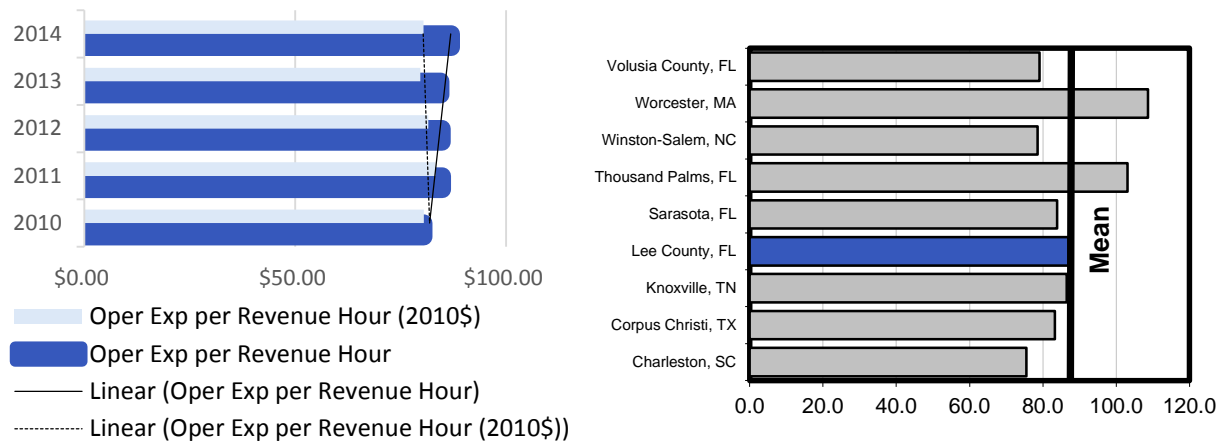 2014
2013
2012
2011
2010
$0.00 $50.00 $100.00
Oper Exp per Revenue Hour (2010$)
Oper Exp per Revenue Hour
Linear (Oper Exp per Revenue Hour)
Linear (Oper Exp per Revenue Hour (2010$))
Volusia County, FL
Worcester, MA
Winston-Salem, NC
Thousand Palms, FL
Sarasota, FL
Lee County, FL
Knoxville, TN
Corpus Christi, TX
Charleston, SC
Mean
0.0 20.0 40.0 60.0 80.0 100.0 120.0